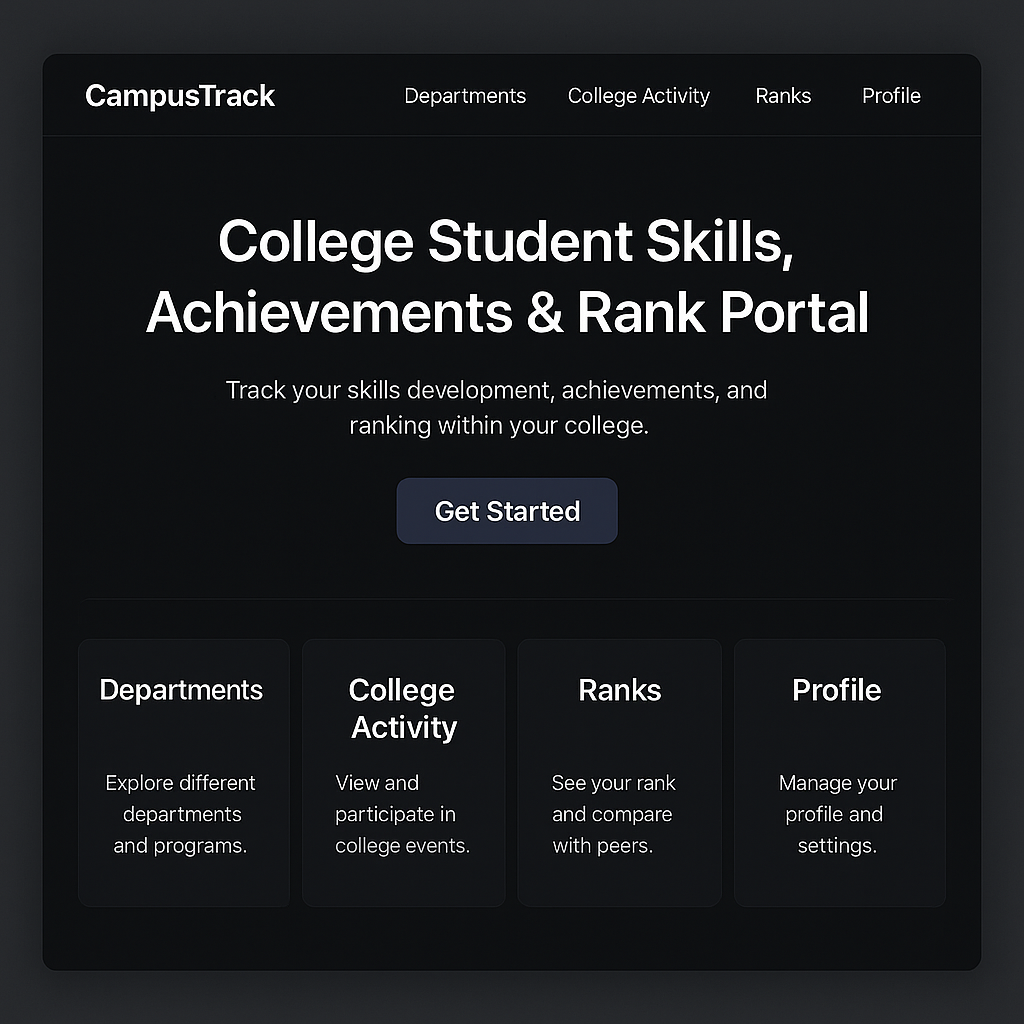 CampusTrack
Departments
College Activity
Ranks
Profile
College Student Skills,
Achievements & Rank Portal
Track your skills development, achievements, and
ranking within your college.
Get Started
Departments
Explore different
departments
and programs.
College
Activity
View and
participate in
college events.
Ranks
See your rank
and compare
with peers.
Profile
Manage your
profile and
settings.